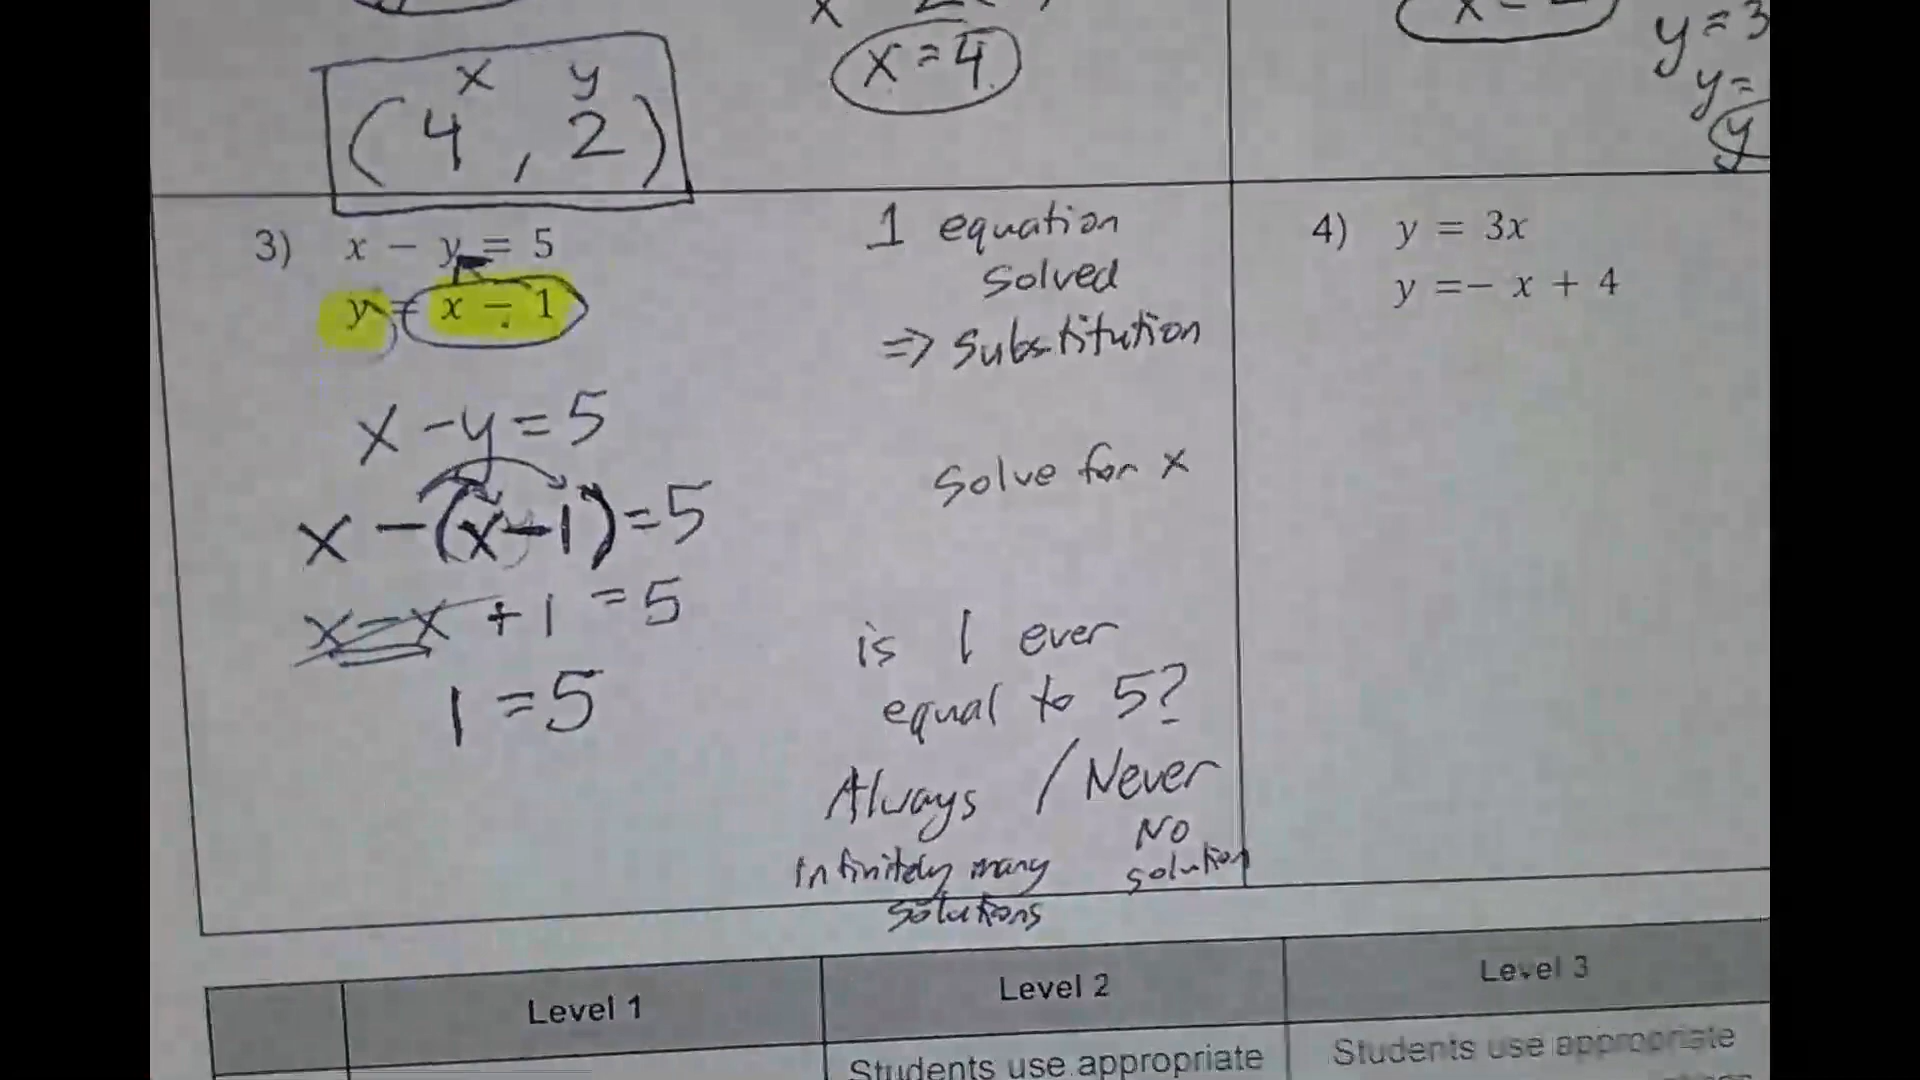 x y
(4, 2)
x = 4
x =
y = 3
y =
y
3) x − y = 5
y = x − 1
x − y = 5
x − (x − 1) = 5
x − x + 1 = 5
1 = 5
1 equation
solved
⇒ substitution
solve for x
is 1 ever
equal to 5?
Always / Never
Infinitely many
solutions
No
solution
4) y = 3x
y = − x + 4
Level 1
Level 2
Level 3
Students use appropriate
Students use appropriate